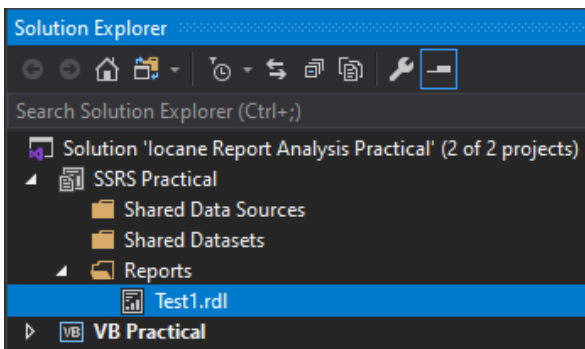 Solution Explorer
Search Solution Explorer (Ctrl+;)
Solution 'Iocane Report Analysis Practical' (2 of 2 projects)
SSRS Practical
Shared Data Sources
Shared Datasets
Reports
Test1.rdl
VB VB Practical